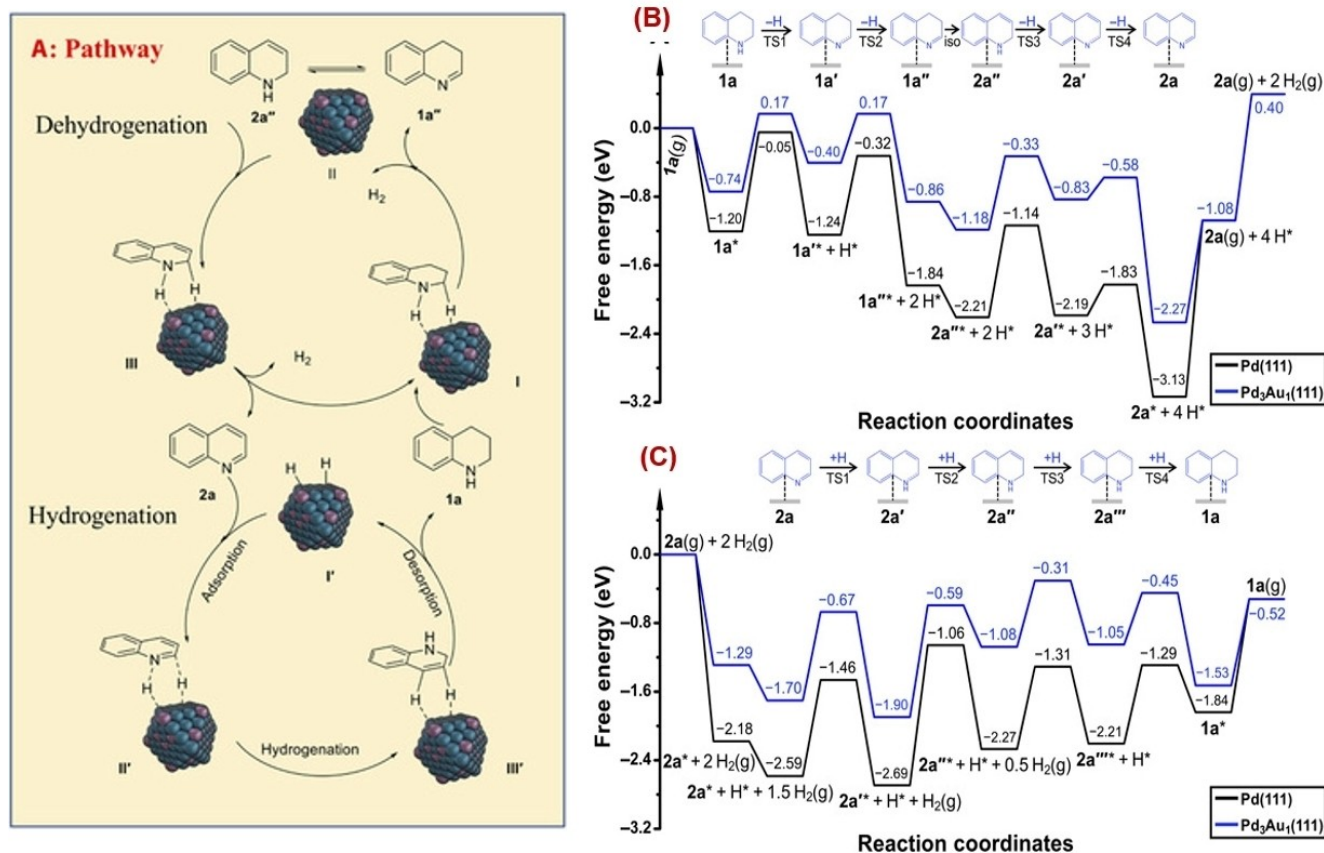 A: Pathway
N
H
2a″
N
1a″
Dehydrogenation
II
H₂
N
H
H
III
N
H
H
I
H₂
N
2a
N
H
1a
H
H
Hydrogenation
I′
Adsorption
Desorption
N
H
H
II′
H
N
H
H
III′
Hydrogenation
(B)
–H
TS1
–H
TS2
iso
–H
TS3
–H
TS4
N
H
N
N
N
H
N
N
1a
1a′
1a″
2a″
2a′
2a
2a(g) + 2 H₂(g)
Free energy (eV)
0.0
−0.8
−1.6
−2.4
−3.2
1a(g)
0.17
0.17
0.40
−0.05
−0.32
−0.33
−0.40
−0.58
−0.74
−0.86
−0.83
−1.20
−1.24
−1.18
−1.14
−1.08
1a*
1a′* + H*
2a(g) + 4 H*
−1.84
−1.83
1a″* + 2 H*
−2.21
−2.19
−2.27
2a″* + 2 H*
2a′* + 3 H*
−3.13
2a* + 4 H*
Pd(111)
Pd₃Au₁(111)
Reaction coordinates
(C)
+H
TS1
+H
TS2
+H
TS3
+H
TS4
N
N
H
N
H
N
H
N
H
2a
2a′
2a″
2a‴
1a
Free energy (eV)
0.0
−0.8
−1.6
−2.4
−3.2
2a(g) + 2 H₂(g)
−0.31
−0.45
1a(g)
−0.67
−0.59
−0.52
−1.29
−1.08
−1.05
−1.06
−1.70
−1.46
−1.31
−1.29
−1.53
−1.90
−1.84
1a*
−2.18
−2.27
−2.21
2a* + 2 H₂(g)
−2.59
−2.69
2a″* + H* + 0.5 H₂(g)
2a‴* + H*
2a* + H* + 1.5 H₂(g)
2a′* + H* + H₂(g)
Pd(111)
Pd₃Au₁(111)
Reaction coordinates